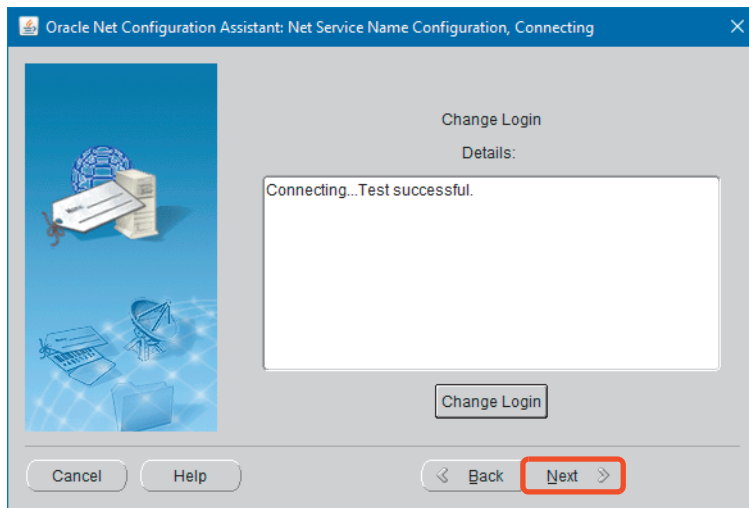 Oracle Net Configuration Assistant: Net Service Name Configuration, Connecting
Change Login
Details:
Connecting...Test successful.
Change Login
Cancel Help Back Next